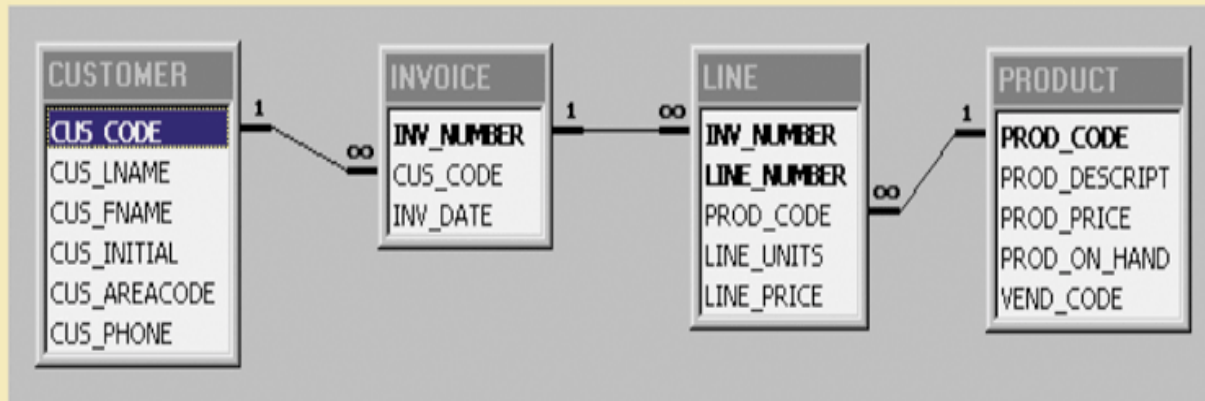 CUSTOMER
CUS_CODE
CUS_LNAME
CUS_FNAME
CUS_INITIAL
CUS_AREACODE
CUS_PHONE
1
∞
INVOICE
INV_NUMBER
CUS_CODE
INV_DATE
1
∞
LINE
INV_NUMBER
LINE_NUMBER
PROD_CODE
LINE_UNITS
LINE_PRICE
∞
1
PRODUCT
PROD_CODE
PROD_DESCRIPT
PROD_PRICE
PROD_ON_HAND
VEND_CODE